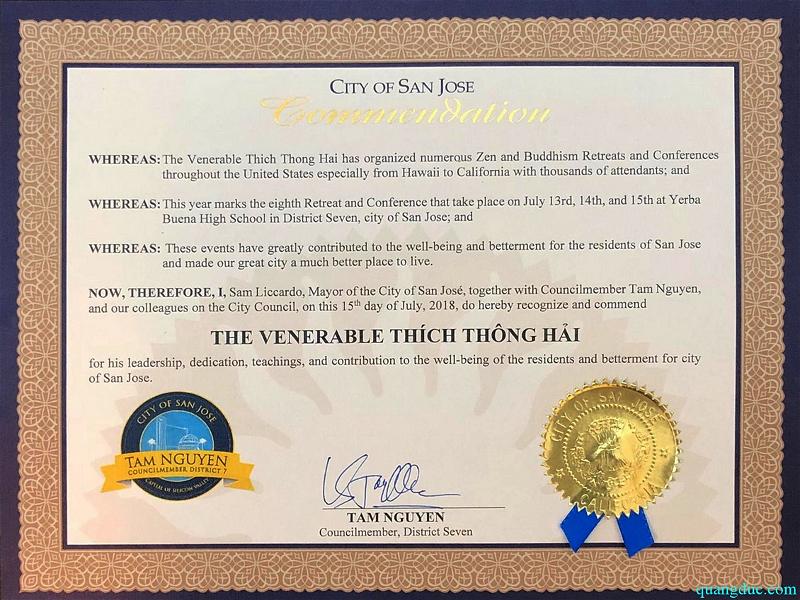 CITY OF SAN JOSE
Commendation
WHEREAS: The Venerable Thich Thong Hai has organized numerous Zen and Buddhism Retreats and Conferences
throughout the United States especially from Hawaii to California with thousands of attendants; and
WHEREAS: This year marks the eighth Retreat and Conference that take place on July 13rd, 14th, and 15th at Yerba
Buena High School in District Seven, city of San Jose; and
WHEREAS: These events have greatly contributed to the well-being and betterment for the residents of San Jose
and made our great city a much better place to live.
NOW, THEREFORE, I, Sam Liccardo, Mayor of the City of San José, together with Councilmember Tam Nguyen,
and our colleagues on the City Council, on this 15th day of July, 2018, do hereby recognize and commend
THE VENERABLE THÍCH THÔNG HẢI
for his leadership, dedication, teachings, and contribution to the well-being of the residents and betterment for city
of San Jose.
CITY OF SAN JOSE
TAM NGUYEN
COUNCILMEMBER DISTRICT 7
CAPITAL OF SILICON VALLEY
CITY OF SAN JOSE
CALIFORNIA
TAM NGUYEN
Councilmember, District Seven
quangduc.com